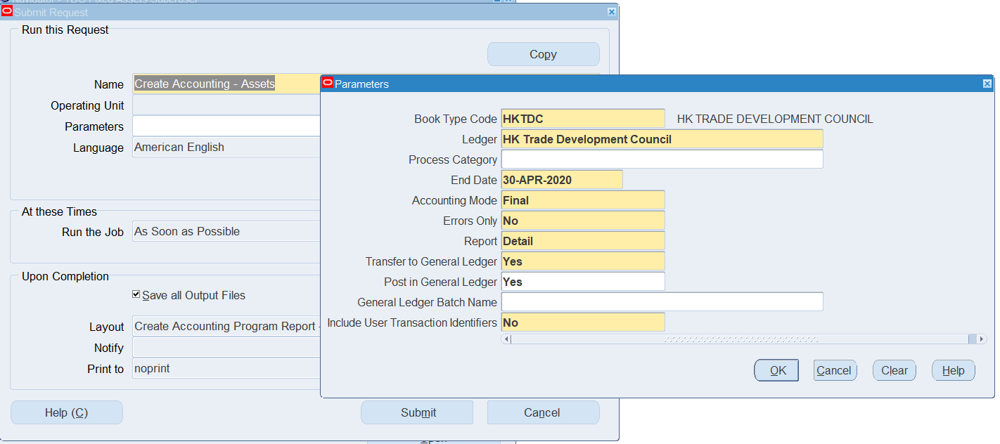 Submit Request
Run this Request
Copy
Name Create Accounting - Assets
Operating Unit
Parameters
Language American English
At these Times
Run the Job As Soon as Possible
Upon Completion
Save all Output Files
Layout Create Accounting Program Report -
Notify
Print to noprint
Help (C)
Submit
Cancel
Parameters
Book Type Code HKTDC HK TRADE DEVELOPMENT COUNCIL
Ledger HK Trade Development Council
Process Category
End Date 30-APR-2020
Accounting Mode Final
Errors Only No
Report Detail
Transfer to General Ledger Yes
Post in General Ledger Yes
General Ledger Batch Name
Include User Transaction Identifiers No
OK Cancel Clear Help